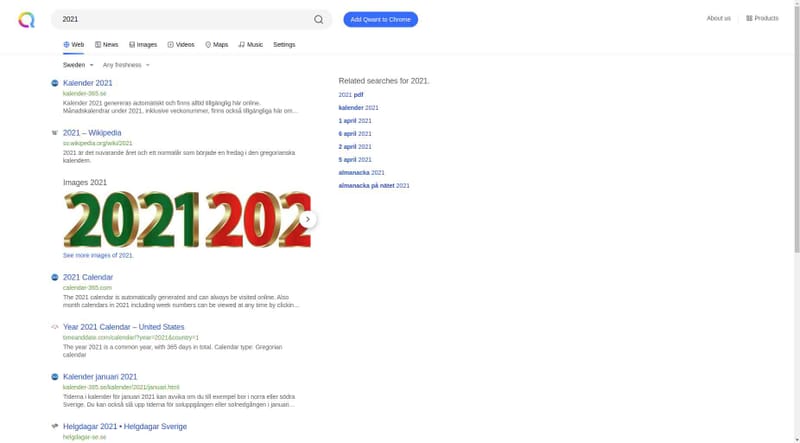 2021
Add Qwant to Chrome
About us
Products
Web
News
Images
Videos
Maps
Music
Settings
Sweden
Any freshness
Kalender 2021
kalender-365.se
Kalender 2021 genereras automatiskt och finns alltid tillgänglig här online.
Månadskalendrar under 2021, inklusive veckonummer, finns också tillgängliga här om...
2021 – Wikipedia
sv.wikipedia.org/wiki/2021
2021 är det nuvarande året och ett normalår som började en fredag i den gregorianska
kalendern.
Images 2021
2021 202
See more images of 2021.
2021 Calendar
calendar-365.com
The 2021 calendar is automatically generated and can always be visited online. Also
month calendars in 2021 including week numbers can be viewed at any time by clickin...
Year 2021 Calendar – United States
timeanddate.com/calendar/?year=2021&country=1
The year 2021 is a common year, with 365 days in total. Calendar type: Gregorian
calendar
Kalender januari 2021
kalender-365.se/kalender/2021/januari.html
Tiderna i kalender för januari 2021 kan avvika om du till exempel bor i norra eller södra
Sverige. Du kan också slå upp tiderna för soluppgången eller solnedgången i januari...
Helgdagar 2021 • Helgdagar Sverige
helgdagar-se.se
Related searches for 2021.
2021 pdf
kalender 2021
1 april 2021
6 april 2021
2 april 2021
5 april 2021
almanacka 2021
almanacka på nätet 2021